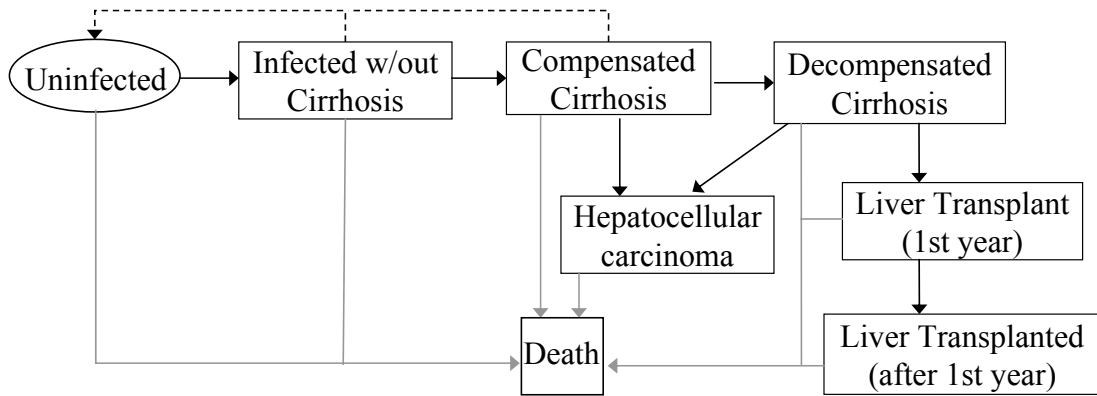 Uninfected
Infected w/out
Cirrhosis
Compensated
Cirrhosis
Decompensated
Cirrhosis
Hepatocellular
carcinoma
Liver Transplant
(1st year)
Death
Liver Transplanted
(after 1st year)